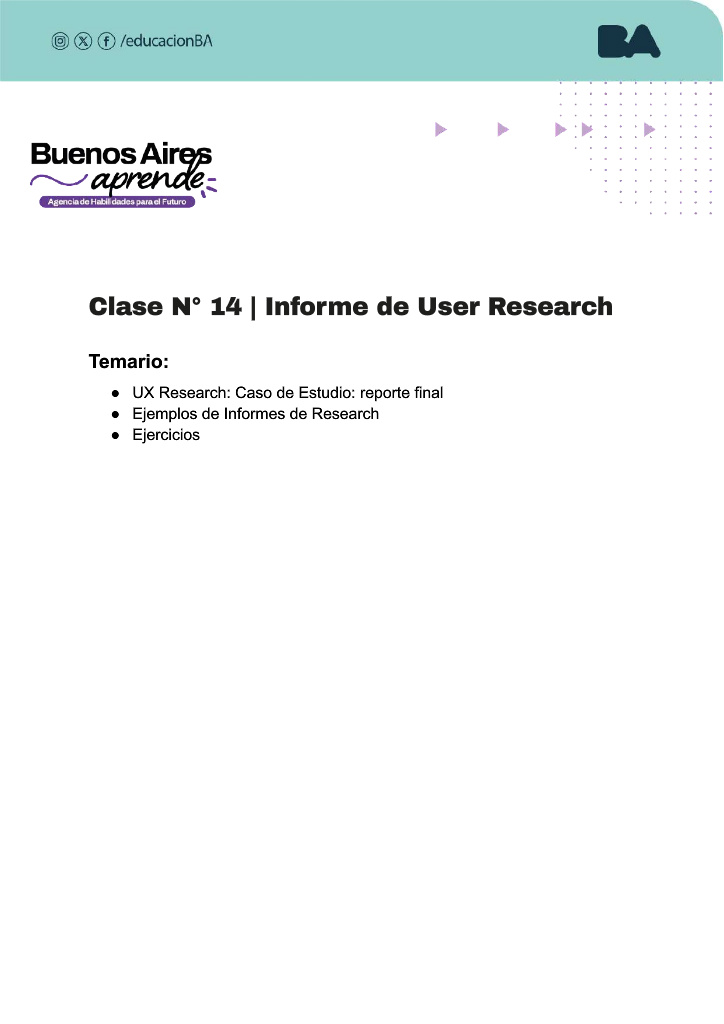 /educacionBA
BA
Buenos Aires
aprende
Agencia de Habilidades para el Futuro
Clase N° 14 | Informe de User Research
Temario:
● UX Research: Caso de Estudio: reporte final
● Ejemplos de Informes de Research
● Ejercicios